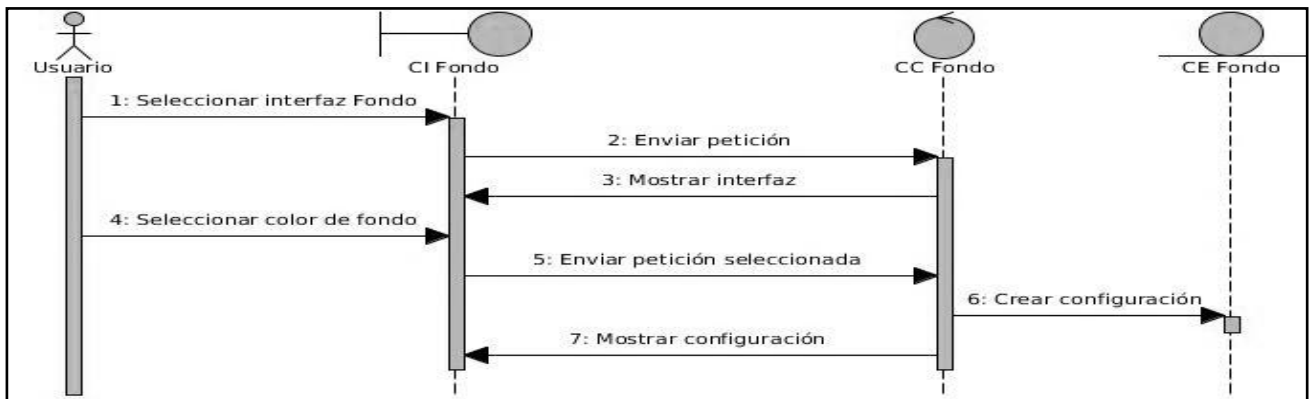 Usuario
CI Fondo
CC Fondo
CE Fondo
1: Seleccionar interfaz Fondo
2: Enviar petición
3: Mostrar interfaz
4: Seleccionar color de fondo
5: Enviar petición seleccionada
6: Crear configuración
7: Mostrar configuración